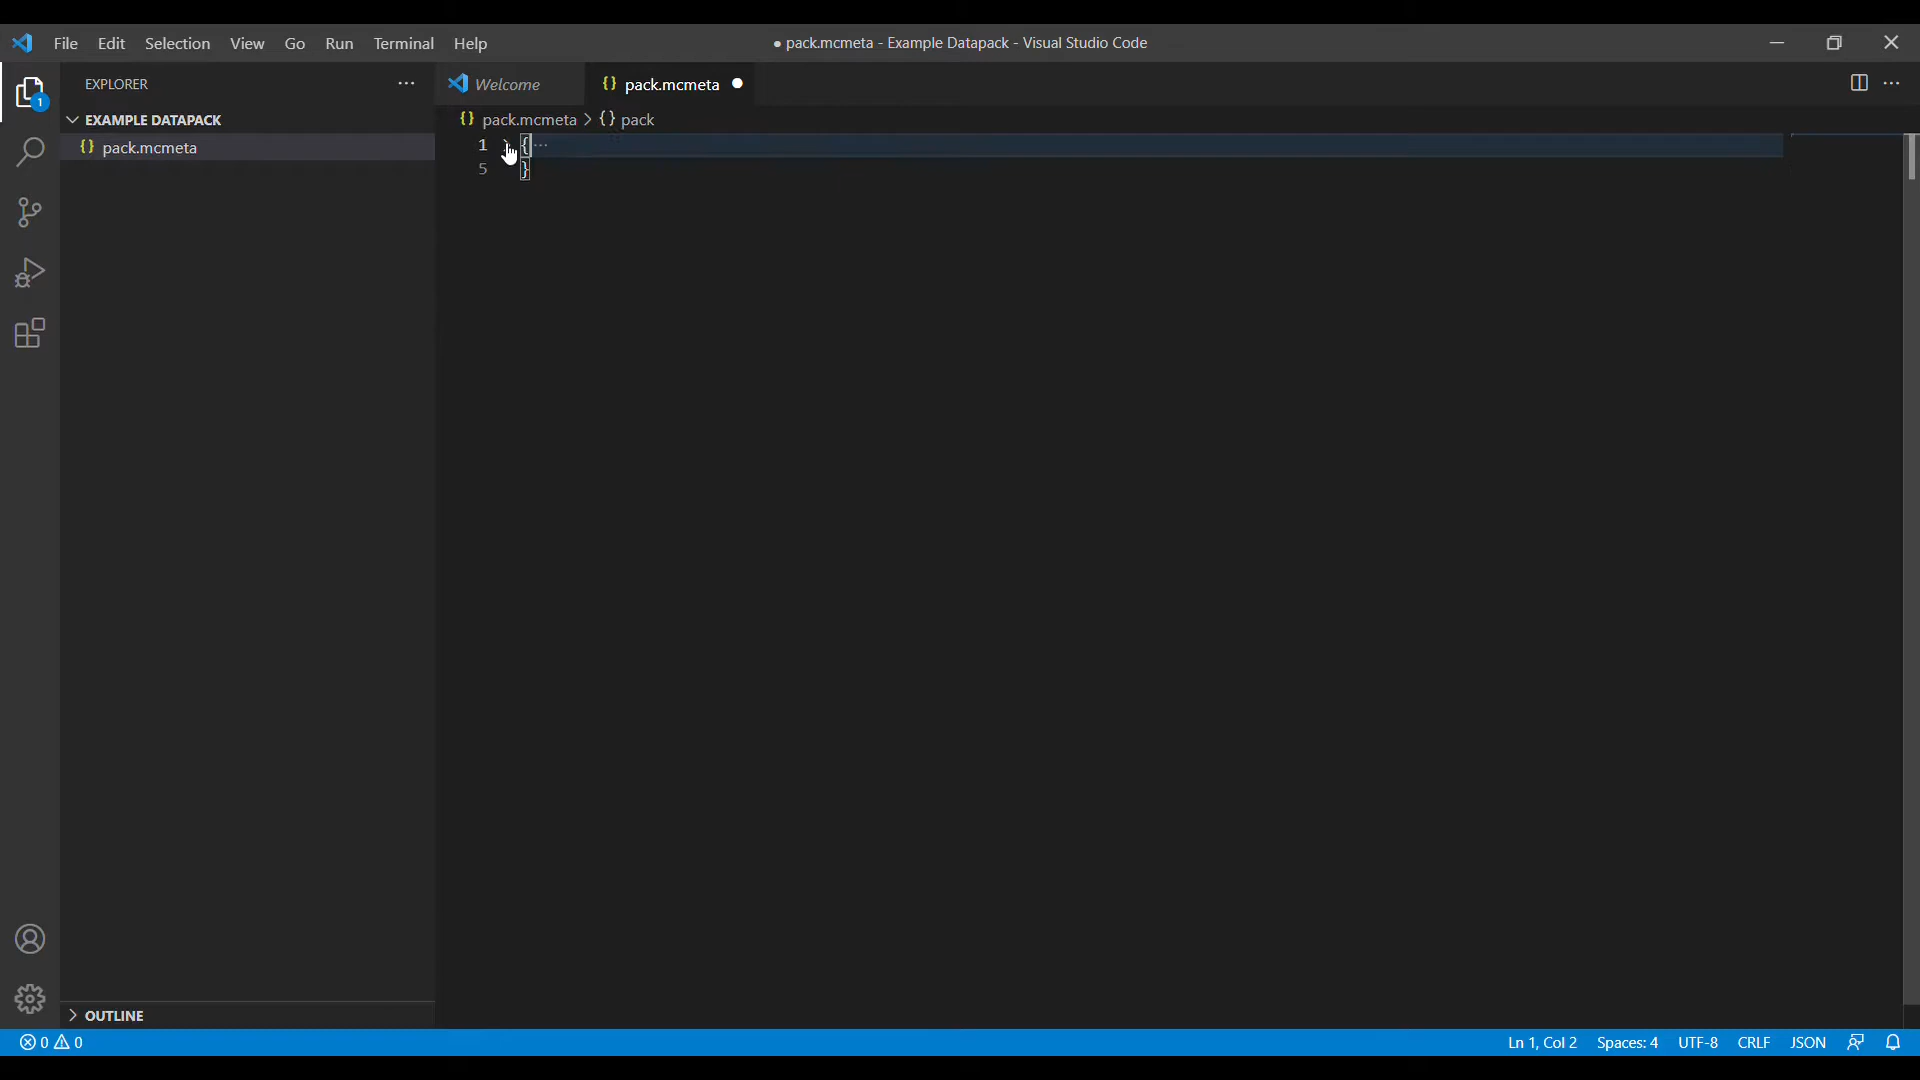 File Edit Selection View Go Run Terminal Help
● pack.mcmeta - Example Datapack - Visual Studio Code
EXPLORER ···
Welcome
{} pack.mcmeta ●
1
EXAMPLE DATAPACK
{} pack.mcmeta > {} pack
{} pack.mcmeta
1 { ···
5 }
OUTLINE
0 0
Ln 1, Col 2 Spaces: 4 UTF-8 CRLF JSON